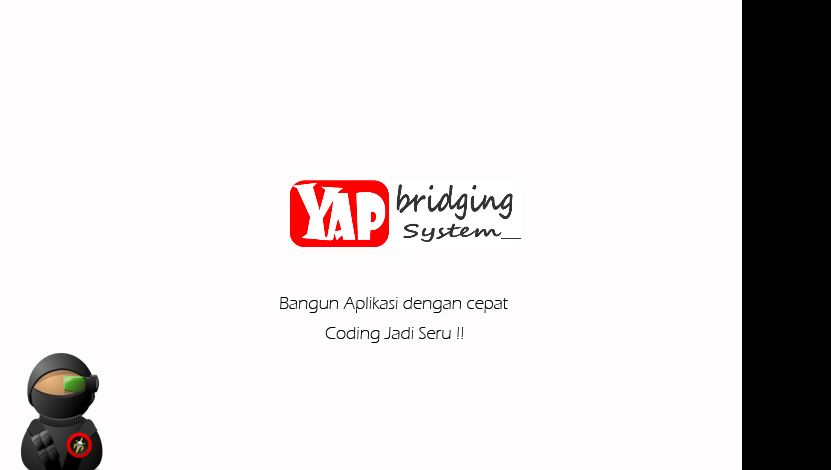 YAP bridging
System_
Bangun Aplikasi dengan cepat
Coding Jadi Seru !!